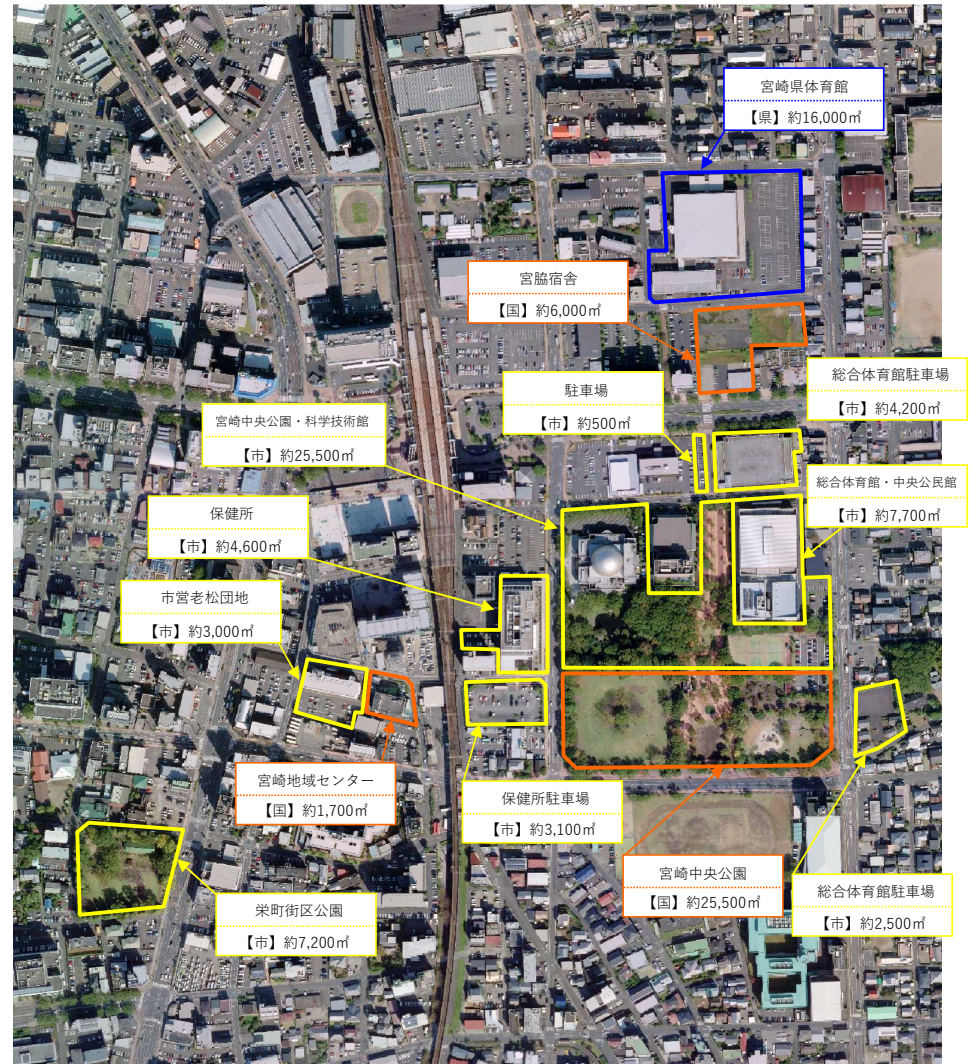 宮崎県体育館
【県】約16,000㎡
宮脇宿舎
【国】約6,000㎡
総合体育館駐車場
【市】約4,200㎡
駐車場
【市】約500㎡
宮崎中央公園・科学技術館
【市】約25,500㎡
総合体育館・中央公民館
【市】約7,700㎡
保健所
【市】約4,600㎡
市営老松団地
【市】約3,000㎡
宮崎地域センター
【国】約1,700㎡
保健所駐車場
【市】約3,100㎡
宮崎中央公園
【国】約25,500㎡
総合体育館駐車場
【市】約2,500㎡
栄町街区公園
【市】約7,200㎡